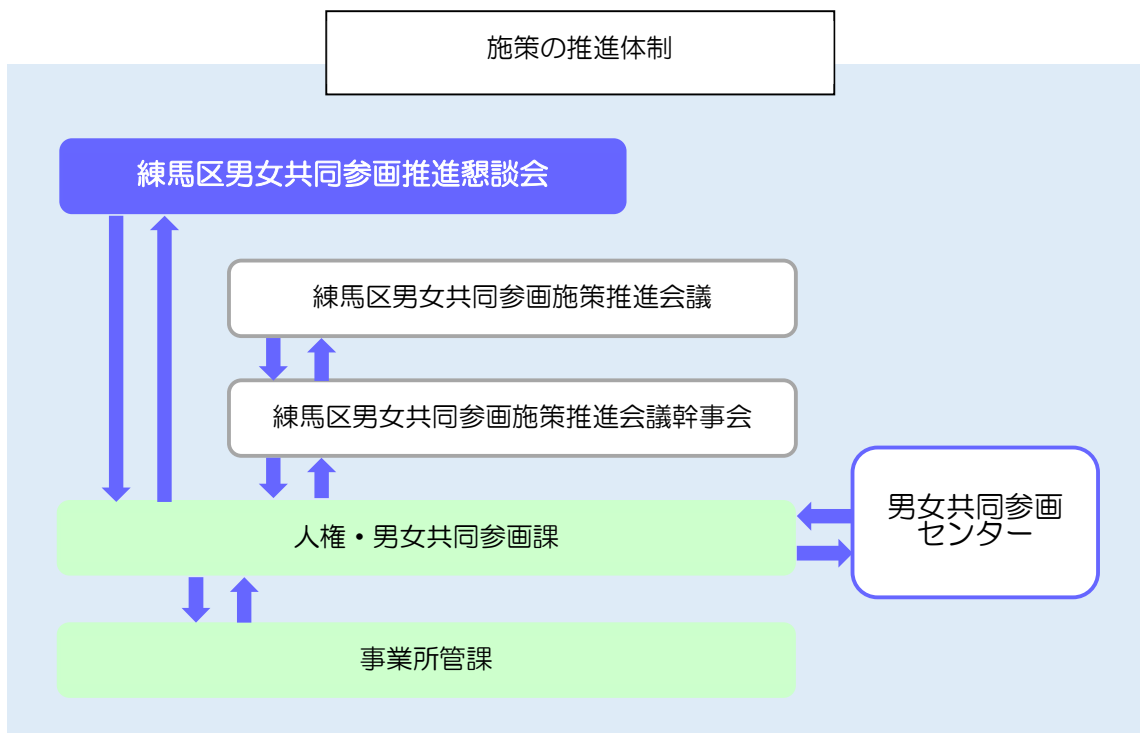 施策の推進体制
練馬区男女共同参画推進懇談会
練馬区男女共同参画施策推進会議
練馬区男女共同参画施策推進会議幹事会
男女共同参画
センター
人権・男女共同参画課
事業所管課